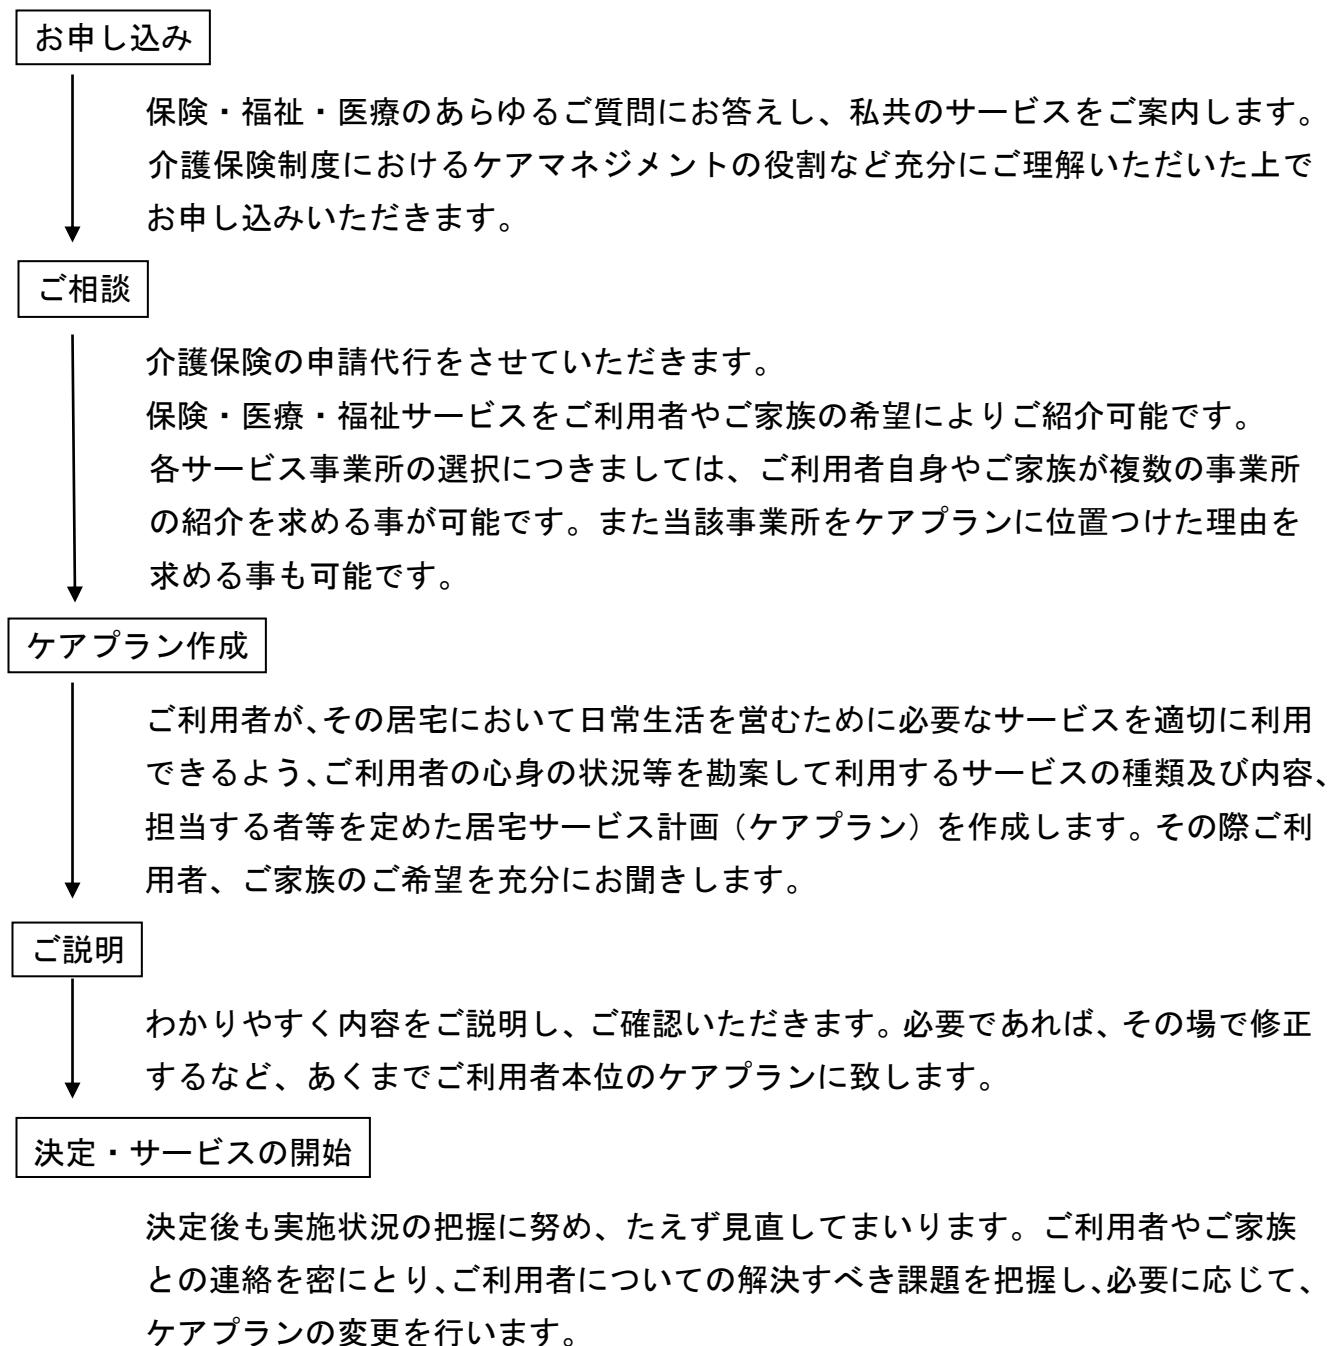 お申し込み
保険・福祉・医療のあらゆるご質問にお答えし、私共のサービスをご案内します。
介護保険制度におけるケアマネジメントの役割など充分にご理解いただいた上で
お申し込みいただきます。
ご相談
介護保険の申請代行をさせていただきます。
保険・医療・福祉サービスをご利用者やご家族の希望によりご紹介可能です。
各サービス事業所の選択につきましては、ご利用者自身やご家族が複数の事業所
の紹介を求める事が可能です。また当該事業所をケアプランに位置つけた理由を
求める事も可能です。
ケアプラン作成
ご利用者が、その居宅において日常生活を営むために必要なサービスを適切に利用
できるよう、ご利用者の心身の状況等を勘案して利用するサービスの種類及び内容、
担当する者等を定めた居宅サービス計画（ケアプラン）を作成します。その際ご利
用者、ご家族のご希望を充分にお聞きします。
ご説明
わかりやすく内容をご説明し、ご確認いただきます。必要であれば、その場で修正
するなど、あくまでご利用者本位のケアプランに致します。
決定・サービスの開始
決定後も実施状況の把握に努め、たえず見直してまいります。ご利用者やご家族
との連絡を密にとり、ご利用者についての解決すべき課題を把握し、必要に応じて、
ケアプランの変更を行います。